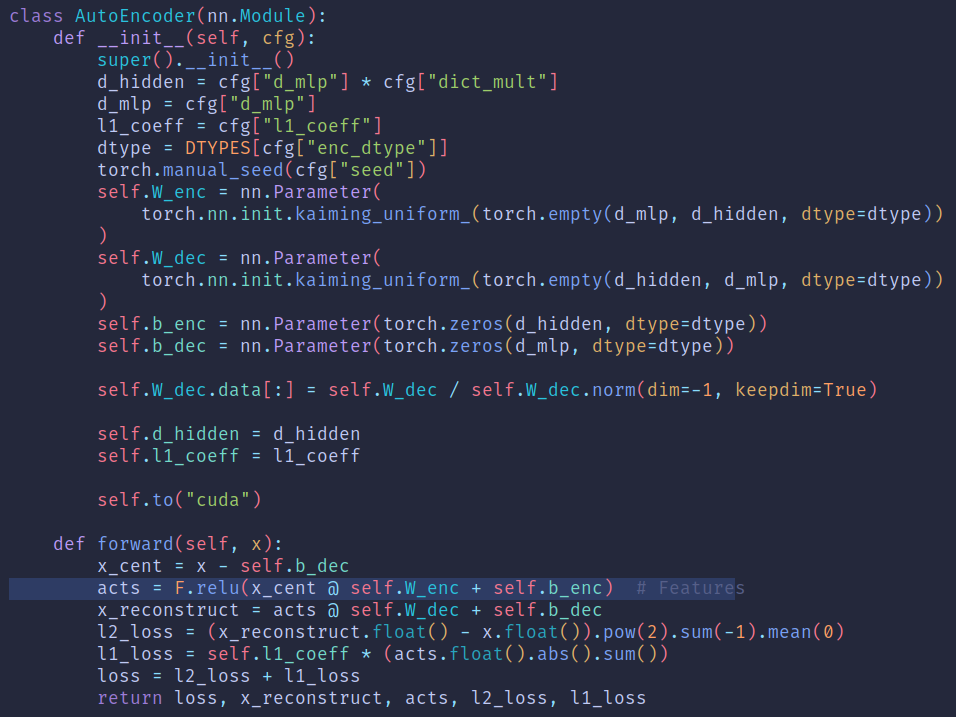 class AutoEncoder(nn.Module):
    def __init__(self, cfg):
        super().__init__()
        d_hidden = cfg["d_mlp"] * cfg["dict_mult"]
        d_mlp = cfg["d_mlp"]
        l1_coeff = cfg["l1_coeff"]
        dtype = DTYPES[cfg["enc_dtype"]]
        torch.manual_seed(cfg["seed"])
        self.W_enc = nn.Parameter(
            torch.nn.init.kaiming_uniform_(torch.empty(d_mlp, d_hidden, dtype=dtype))
        )
        self.W_dec = nn.Parameter(
            torch.nn.init.kaiming_uniform_(torch.empty(d_hidden, d_mlp, dtype=dtype))
        )
        self.b_enc = nn.Parameter(torch.zeros(d_hidden, dtype=dtype))
        self.b_dec = nn.Parameter(torch.zeros(d_mlp, dtype=dtype))

        self.W_dec.data[:] = self.W_dec / self.W_dec.norm(dim=-1, keepdim=True)

        self.d_hidden = d_hidden
        self.l1_coeff = l1_coeff

        self.to("cuda")

    def forward(self, x):
        x_cent = x - self.b_dec
        acts = F.relu(x_cent @ self.W_enc + self.b_enc)  # Features
        x_reconstruct = acts @ self.W_dec + self.b_dec
        l2_loss = (x_reconstruct.float() - x.float()).pow(2).sum(-1).mean(0)
        l1_loss = self.l1_coeff * (acts.float().abs().sum())
        loss = l2_loss + l1_loss
        return loss, x_reconstruct, acts, l2_loss, l1_loss